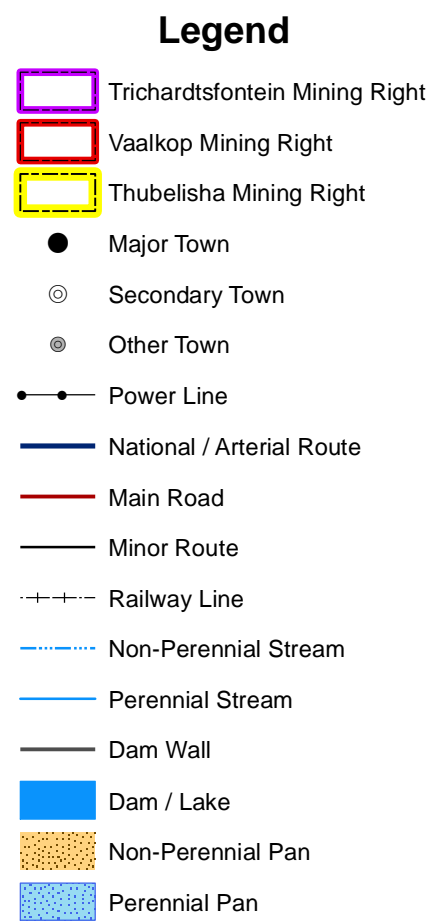 Legend
Trichardtsfontein Mining Right
Vaalkop Mining Right
Thubelisha Mining Right
Major Town
Secondary Town
Other Town
Power Line
National / Arterial Route
Main Road
Minor Route
Railway Line
Non-Perennial Stream
Perennial Stream
Dam Wall
Dam / Lake
Non-Perennial Pan
Perennial Pan